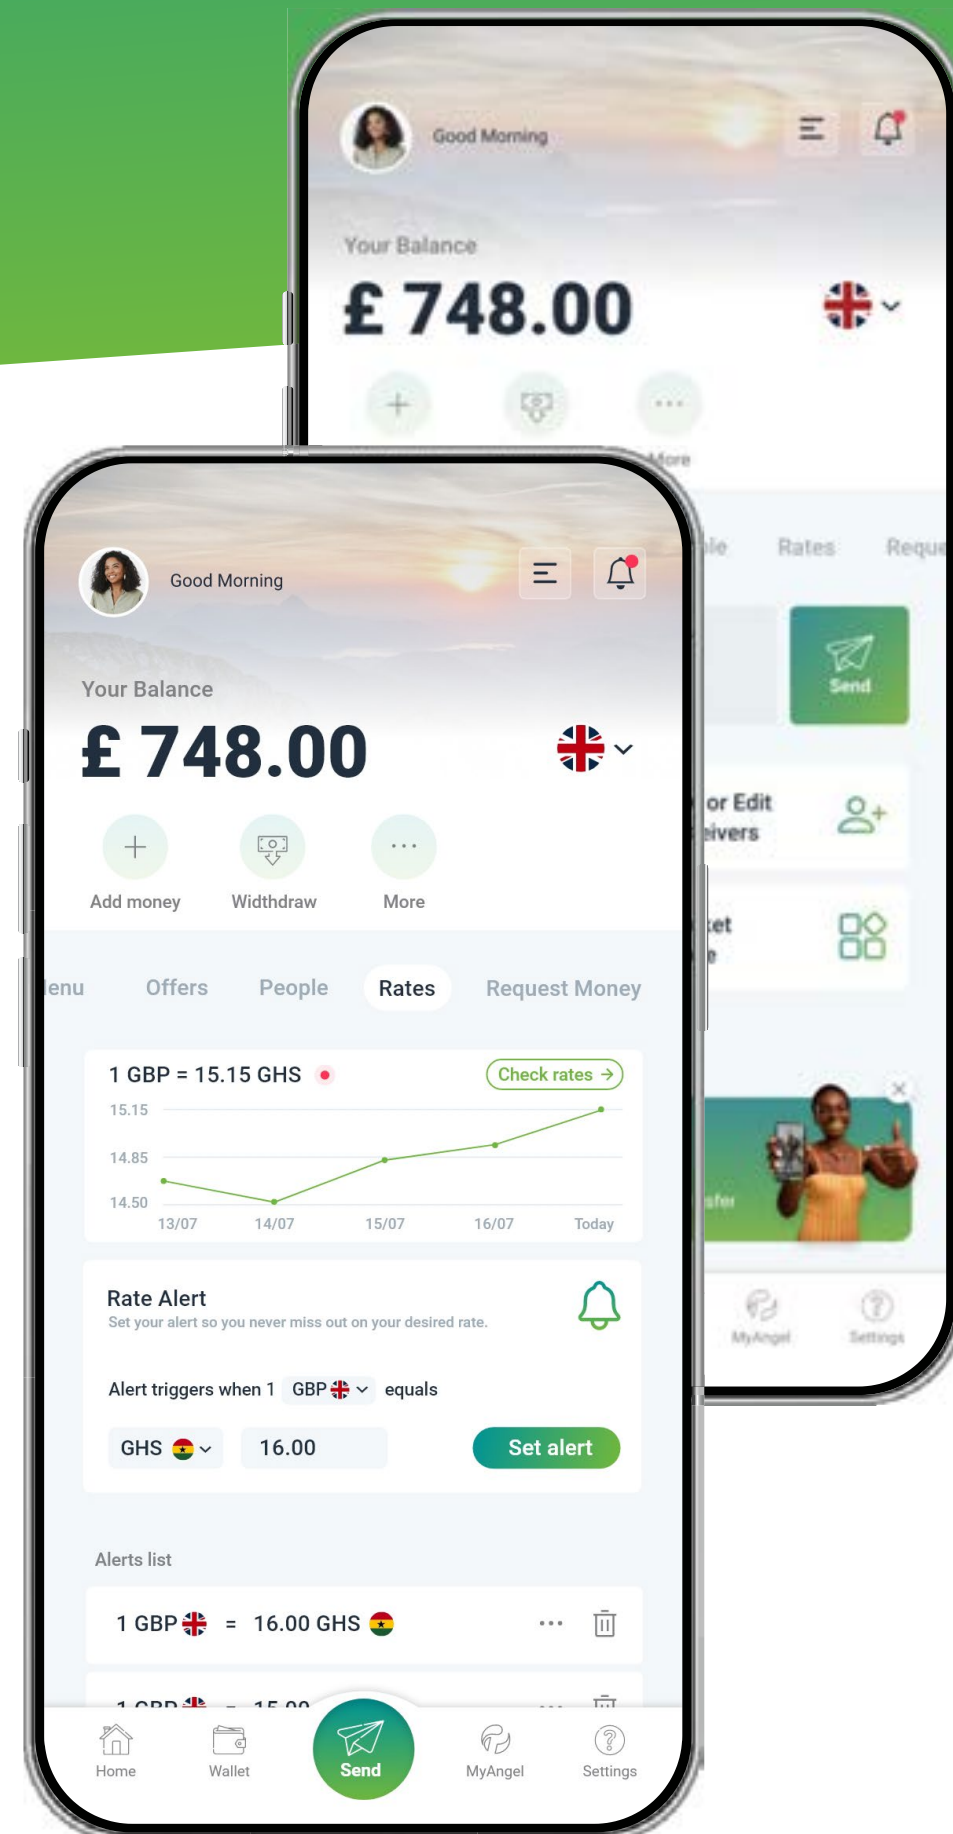 Good Morning
Your Balance
£ 748.00
More
Rates
Send
or Edit
MyAngel
Settings
Good Morning
Your Balance
£ 748.00
Add money
Widthdraw
More
enu
Offers
People
Rates
Request Money
1 GBP = 15.15 GHS
Check rates →
15.15
14.85
14.50
13/07
14/07
15/07
16/07
Today
Rate Alert
Set your alert so you never miss out on your desired rate.
Alert triggers when 1 GBP equals
GHS
16.00
Set alert
Alerts list
1 GBP = 16.00 GHS
1 GBP = 15.00
Home
Wallet
Send
MyAngel
Settings